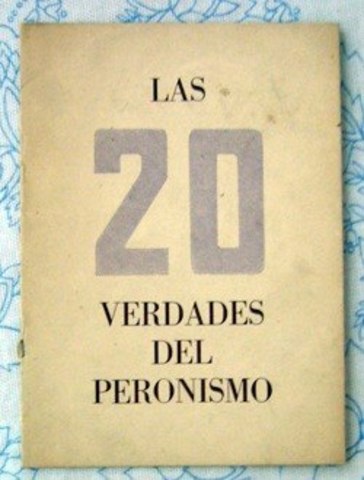 LAS
20
VERDADES
DEL
PERONISMO